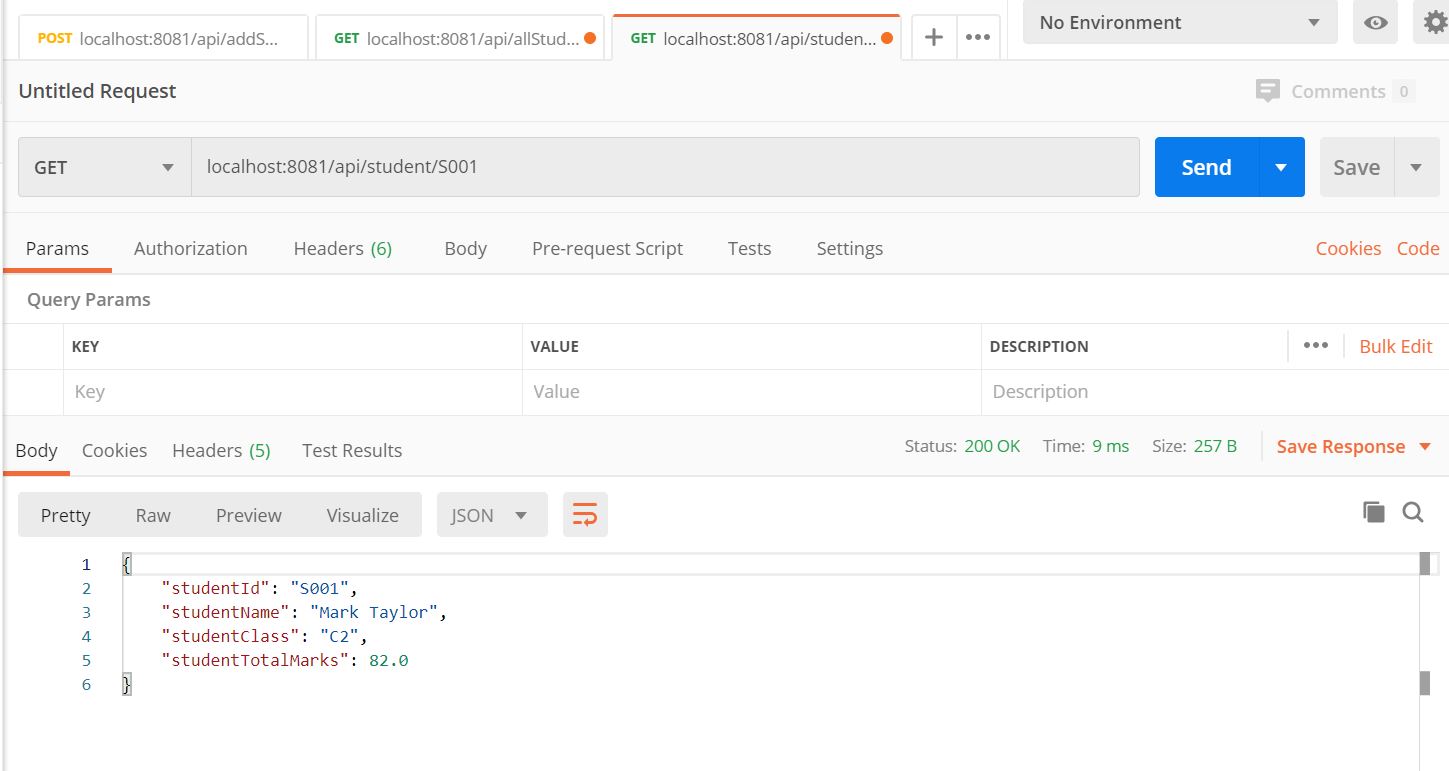 POST localhost:8081/api/addS... GET localhost:8081/api/allStud... GET localhost:8081/api/studen... + ••• No Environment
Untitled Request Comments 0
GET localhost:8081/api/student/S001 Send Save
Params Authorization Headers (6) Body Pre-request Script Tests Settings Cookies Code
Query Params
KEY VALUE DESCRIPTION ••• Bulk Edit
Key Value Description
Body Cookies Headers (5) Test Results Status: 200 OK Time: 9 ms Size: 257 B Save Response
Pretty Raw Preview Visualize JSON
1 {
2 "studentId": "S001",
3 "studentName": "Mark Taylor",
4 "studentClass": "C2",
5 "studentTotalMarks": 82.0
6 }